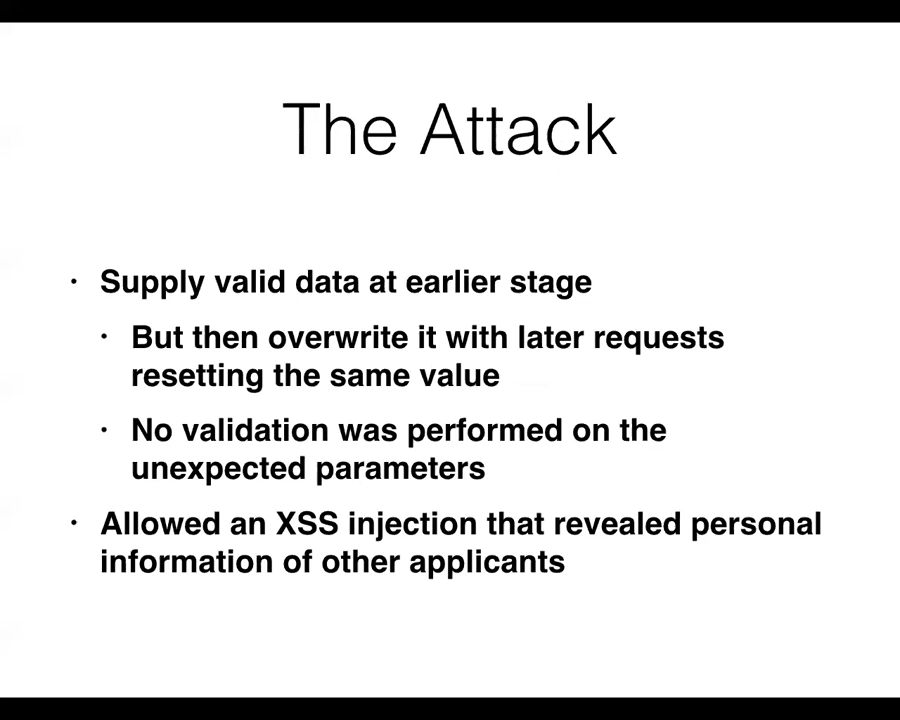 The Attack
• Supply valid data at earlier stage
• But then overwrite it with later requests
resetting the same value
• No validation was performed on the
unexpected parameters
• Allowed an XSS injection that revealed personal
information of other applicants